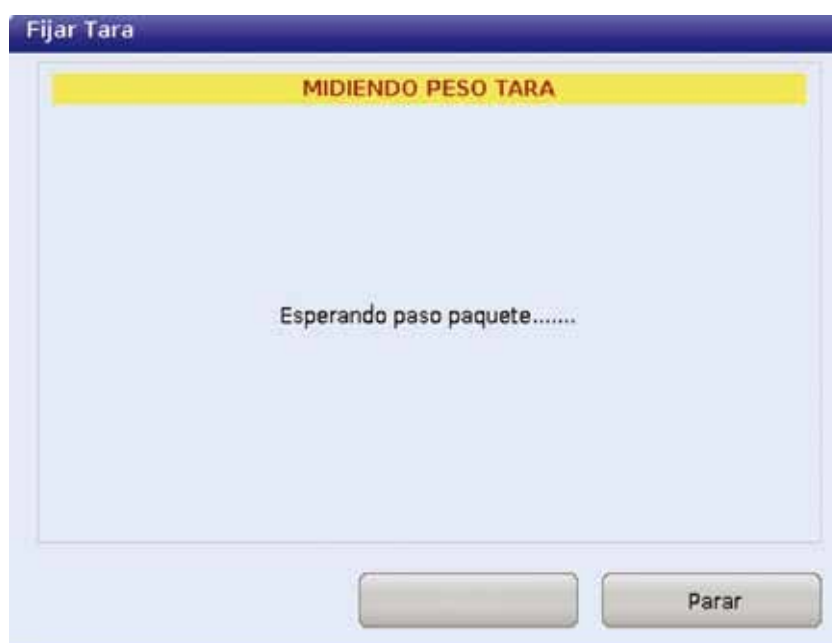 Fijar Tara
MIDIENDO PESO TARA
Esperando paso paquete.......
Parar